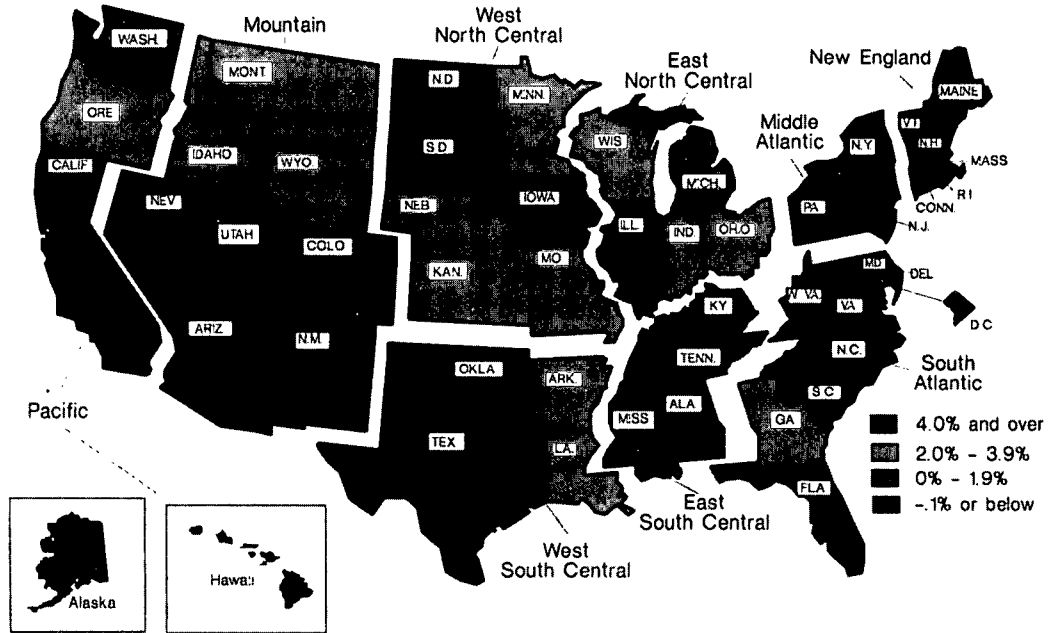 West
North Central
Mountain
East
North Central
New England
Middle
Atlantic
WASH.
MONT
ORE
IDAHO
WYO.
CALIF
NEV
UTAH
COLO
ARIZ
N.M.
N.D
S.D
MINN.
NEB
IOWA
KAN.
MO
WIS
MICH.
ILL.
IND.
OHIO
MAINE
VT
N.H.
MASS
R I
CONN.
N.Y
PA
N.J.
MD
DEL
D C
W VA.
VA
KY
TENN.
N.C.
S C
South
Atlantic
OKLA
ARK.
TEX
LA.
MISS
ALA
GA
FLA
Pacific
4.0% and over
2.0% - 3.9%
0% - 1.9%
-.1% or below
East
South Central
West
South Central
Alaska
Hawaii